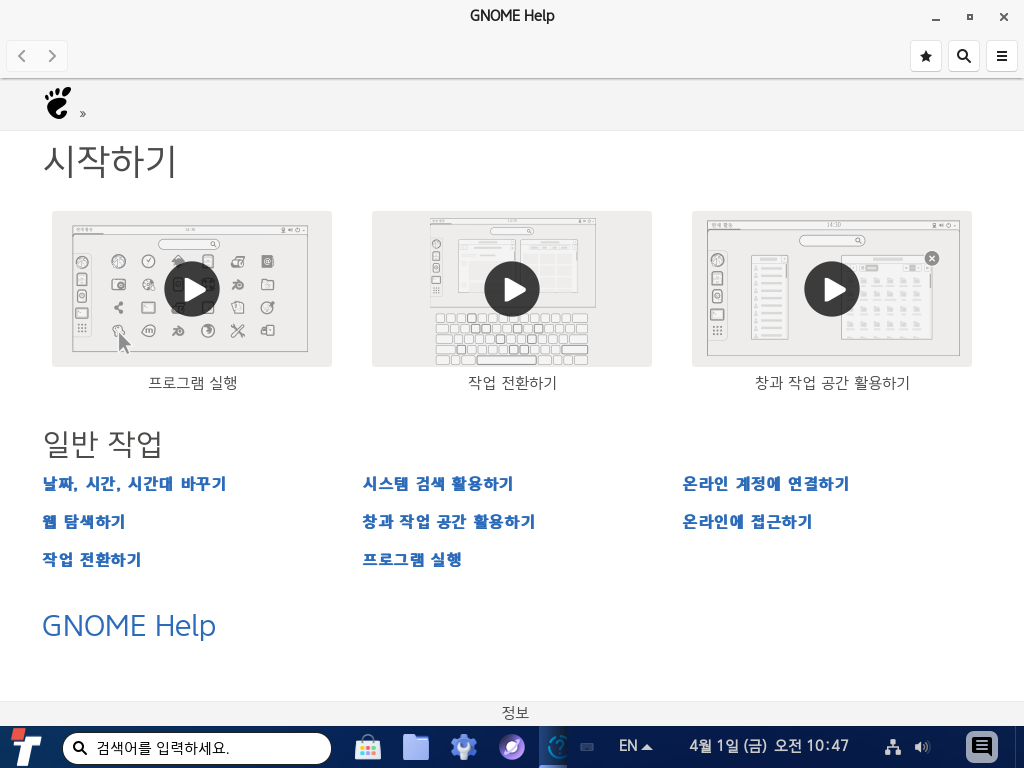 GNOME Help
»
시작하기
프로그램 실행
작업 전환하기
창과 작업 공간 활용하기
일반 작업
날짜, 시간, 시간대 바꾸기
시스템 검색 활용하기
온라인 계정에 연결하기
웹 탐색하기
창과 작업 공간 활용하기
온라인에 접근하기
작업 전환하기
프로그램 실행
GNOME Help
정보
검색어를 입력하세요.
EN
4월 1일 (금) 오전 10:47